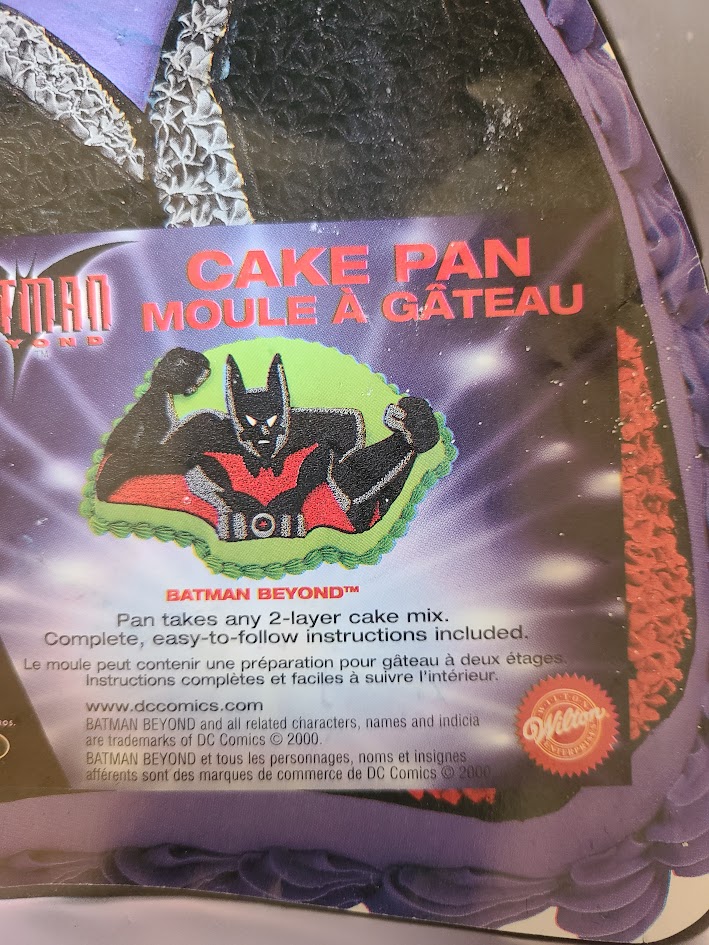 CAKE PAN
MOULE À GÂTEAU
BATMAN BEYOND™
Pan takes any 2-layer cake mix.
Complete, easy-to-follow instructions included.
Le moule peut contenir une préparation pour gâteau à deux étages.
Instructions complètes et faciles à suivre l'intérieur.
www.dccomics.com
BATMAN BEYOND and all related characters, names and indicia
are trademarks of DC Comics © 2000.
BATMAN BEYOND et tous les personnages, noms et insignes
afférents sont des marques de commerce de DC Comics © 2000
WILTON
Wilton
ENTERPRISES